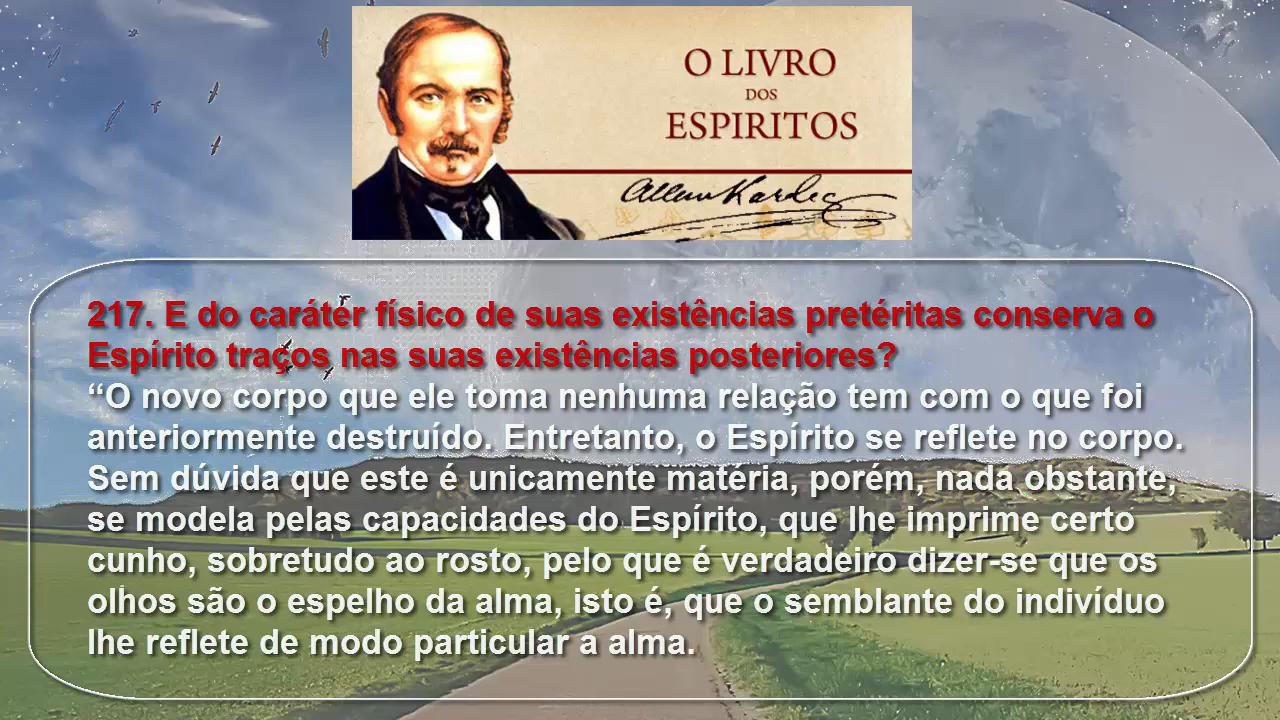 O LIVRO
DOS
ESPIRITOS
Allan Kardec
217. E do caráter físico de suas existências pretéritas conserva o
Espírito traços nas suas existências posteriores?
“O novo corpo que ele toma nenhuma relação tem com o que foi
anteriormente destruído. Entretanto, o Espírito se reflete no corpo.
Sem dúvida que este é unicamente matéria, porém, nada obstante,
se modela pelas capacidades do Espírito, que lhe imprime certo
cunho, sobretudo ao rosto, pelo que é verdadeiro dizer-se que os
olhos são o espelho da alma, isto é, que o semblante do indivíduo
lhe reflete de modo particular a alma.